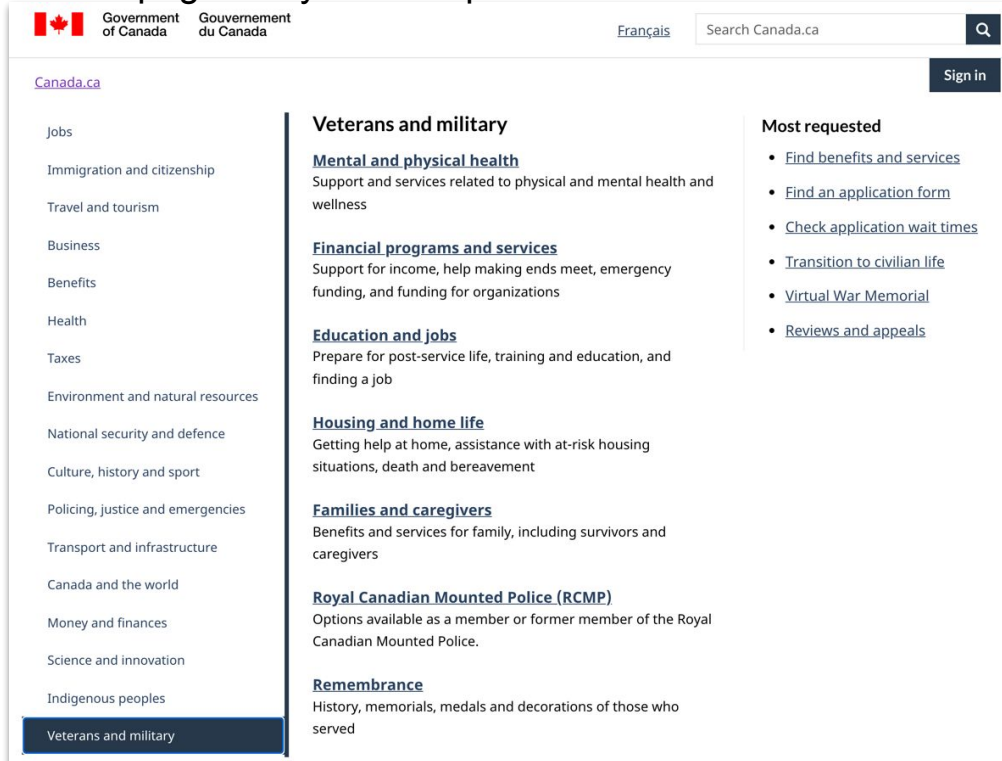 Government of Canada
Gouvernement du Canada
Français
Search Canada.ca
Canada.ca
Sign in
Jobs
Immigration and citizenship
Travel and tourism
Business
Benefits
Health
Taxes
Environment and natural resources
National security and defence
Culture, history and sport
Policing, justice and emergencies
Transport and infrastructure
Canada and the world
Money and finances
Science and innovation
Indigenous peoples
Veterans and military
Veterans and military
Mental and physical health
Support and services related to physical and mental health and
wellness
Financial programs and services
Support for income, help making ends meet, emergency
funding, and funding for organizations
Education and jobs
Prepare for post-service life, training and education, and
finding a job
Housing and home life
Getting help at home, assistance with at-risk housing
situations, death and bereavement
Families and caregivers
Benefits and services for family, including survivors and
caregivers
Royal Canadian Mounted Police (RCMP)
Options available as a member or former member of the Royal
Canadian Mounted Police.
Remembrance
History, memorials, medals and decorations of those who
served
Most requested
• Find benefits and services
• Find an application form
• Check application wait times
• Transition to civilian life
• Virtual War Memorial
• Reviews and appeals